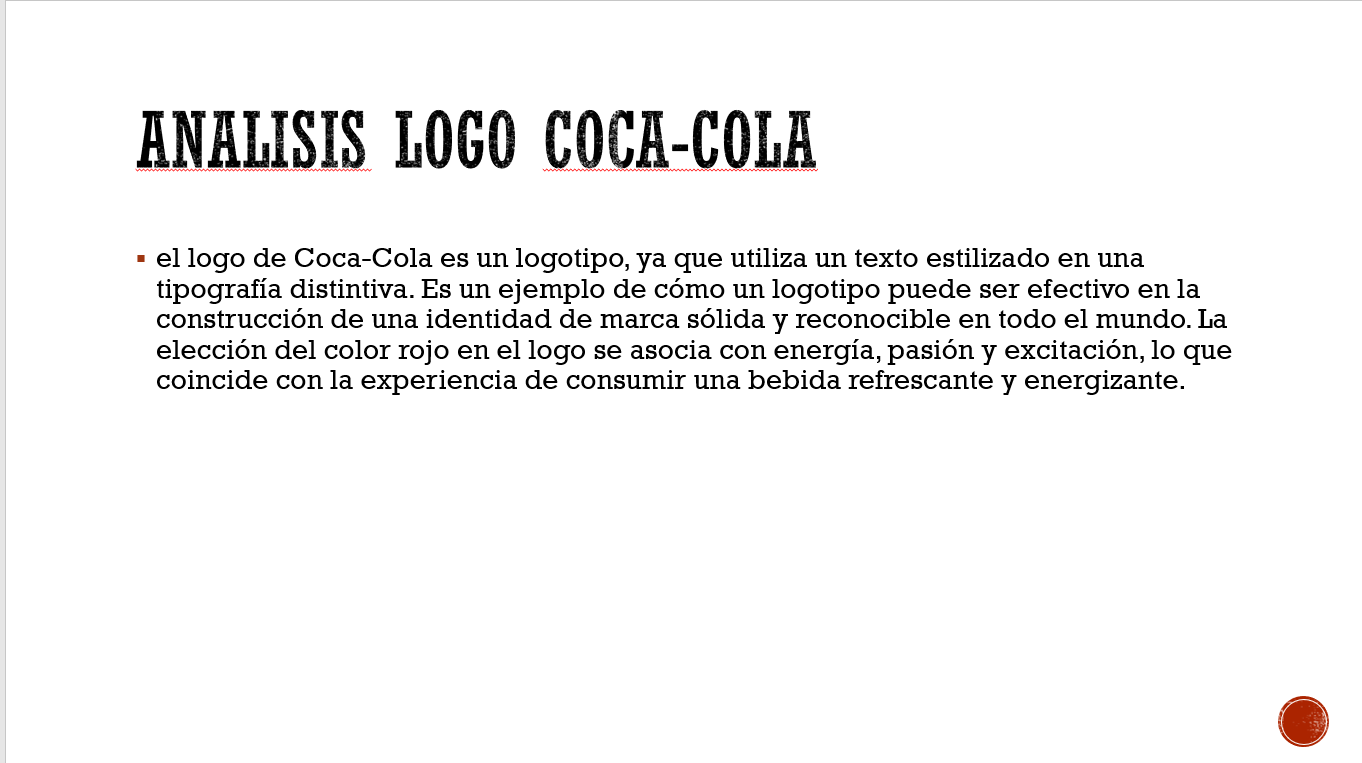 ANALISIS LOGO COCA-COLA
el logo de Coca-Cola es un logotipo, ya que utiliza un texto estilizado en una
tipografía distintiva. Es un ejemplo de cómo un logotipo puede ser efectivo en la
construcción de una identidad de marca sólida y reconocible en todo el mundo. La
elección del color rojo en el logo se asocia con energía, pasión y excitación, lo que
coincide con la experiencia de consumir una bebida refrescante y energizante.